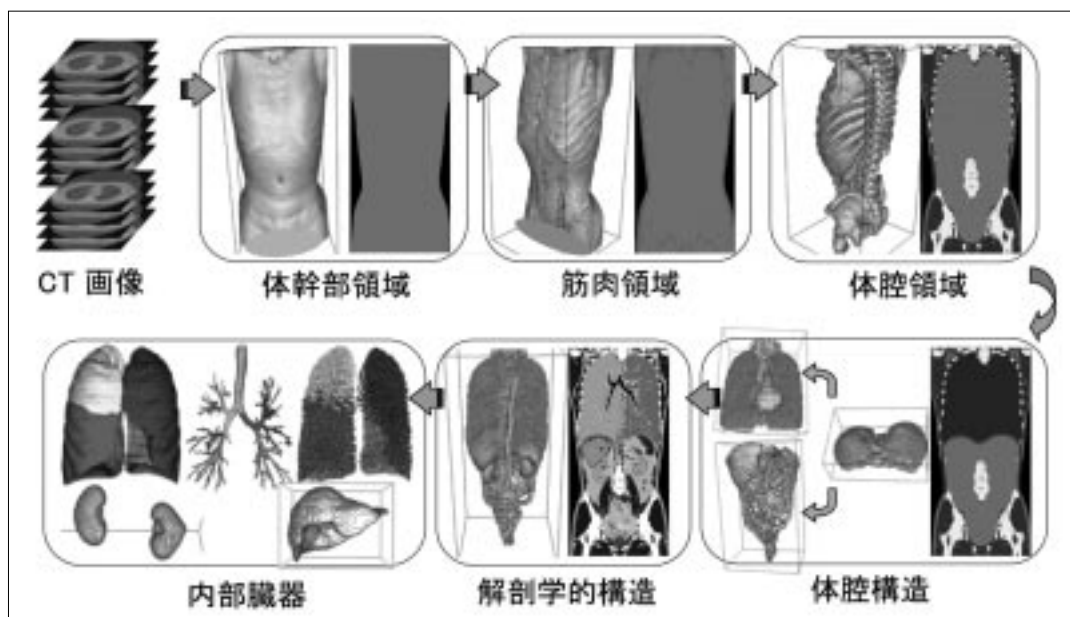 CT 画像
体幹部領域
筋肉領域
体腔領域
体腔構造
解剖学的構造
内部臓器